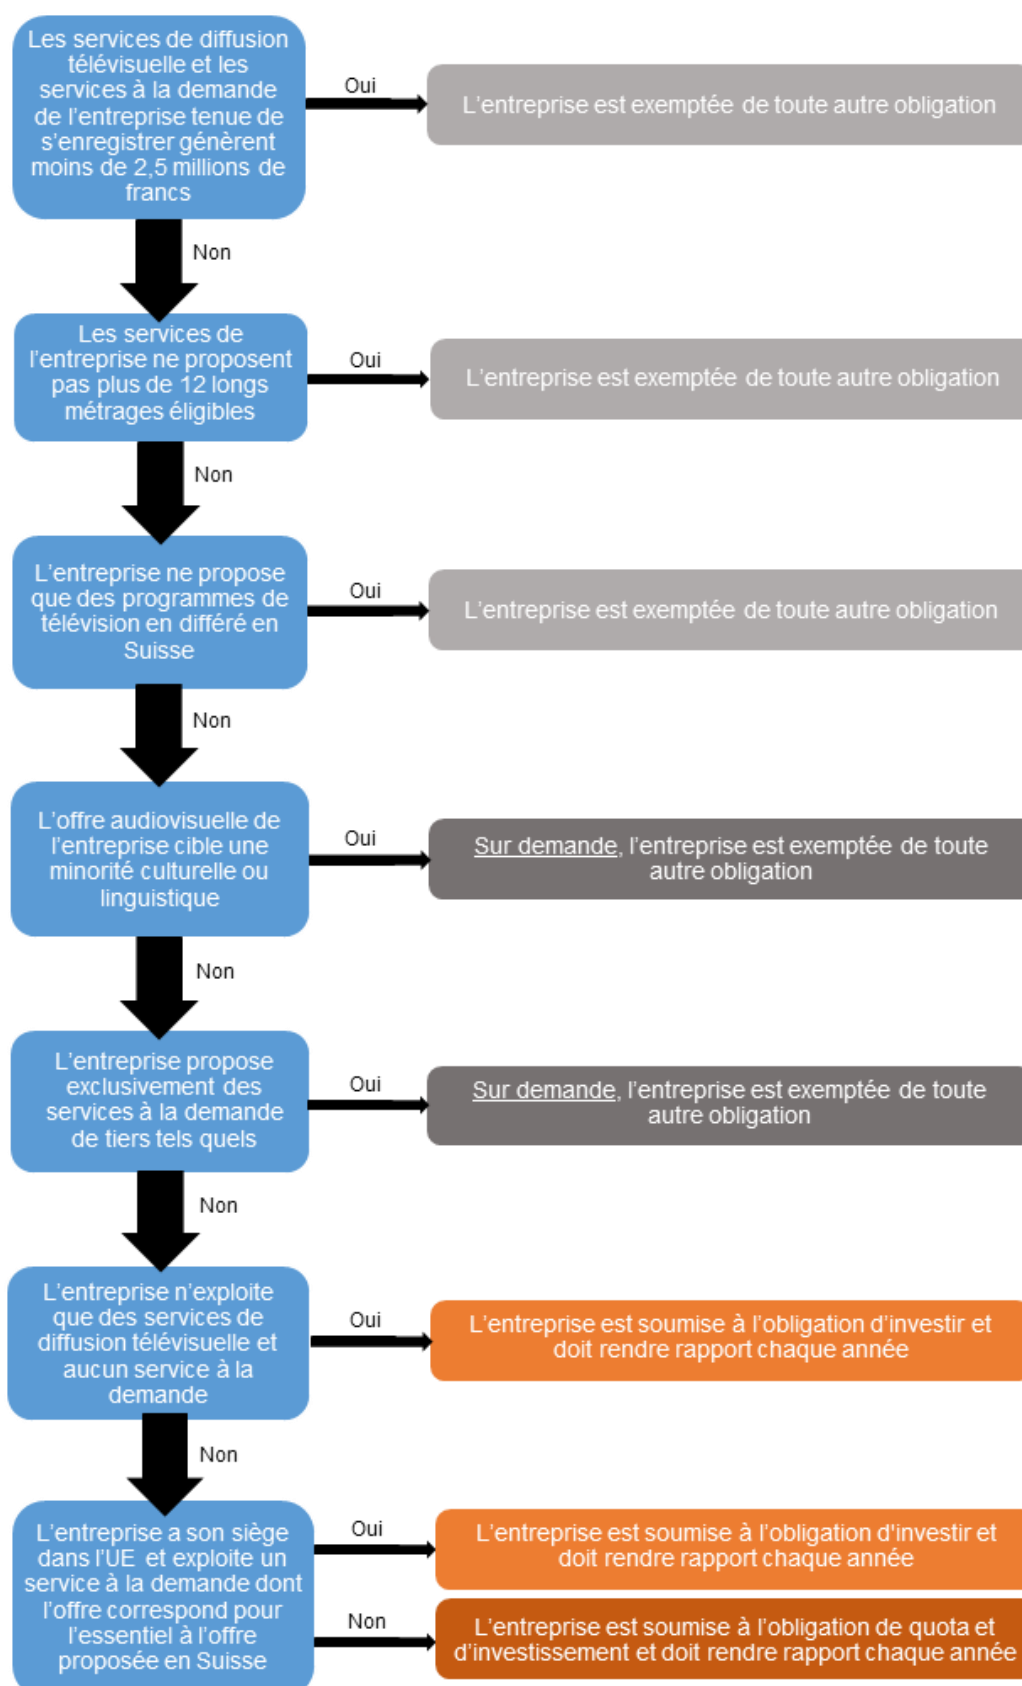 Les services de diffusion
télévisuelle et les
services à la demande
de l’entreprise tenue de
s’enregistrer génèrent
moins de 2,5 millions de
francs
Oui
L’entreprise est exemptée de toute autre obligation
Non
Les services de
l’entreprise ne proposent
pas plus de 12 longs
métrages éligibles
Oui
L’entreprise est exemptée de toute autre obligation
Non
L’entreprise ne propose
que des programmes de
télévision en différé en
Suisse
Oui
L’entreprise est exemptée de toute autre obligation
Non
L’offre audiovisuelle de
l’entreprise cible une
minorité culturelle ou
linguistique
Oui
Sur demande, l’entreprise est exemptée de toute
autre obligation
Non
L’entreprise propose
exclusivement des
services à la demande
de tiers tels quels
Oui
Sur demande, l’entreprise est exemptée de toute
autre obligation
Non
L’entreprise n’exploite
que des services de
diffusion télévisuelle et
aucun service à la
demande
Oui
L’entreprise est soumise à l’obligation d’investir et
doit rendre rapport chaque année
Non
L’entreprise a son siège
dans l’UE et exploite un
service à la demande dont
l’offre correspond pour
l’essentiel à l’offre
proposée en Suisse
Oui
L’entreprise est soumise à l’obligation d'investir et
doit rendre rapport chaque année
Non
L’entreprise est soumise à l’obligation de quota et
d’investissement et doit rendre rapport chaque année